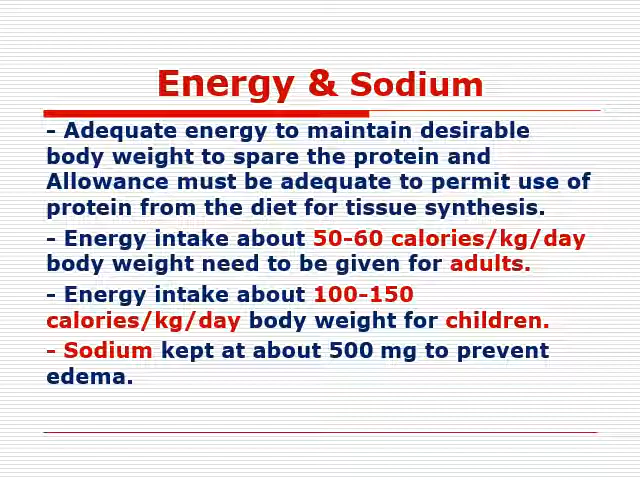 Energy & Sodium
- Adequate energy to maintain desirable
body weight to spare the protein and
Allowance must be adequate to permit use of
protein from the diet for tissue synthesis.
- Energy intake about 50-60 calories/kg/day
body weight need to be given for adults.
- Energy intake about 100-150
calories/kg/day body weight for children.
- Sodium kept at about 500 mg to prevent
edema.